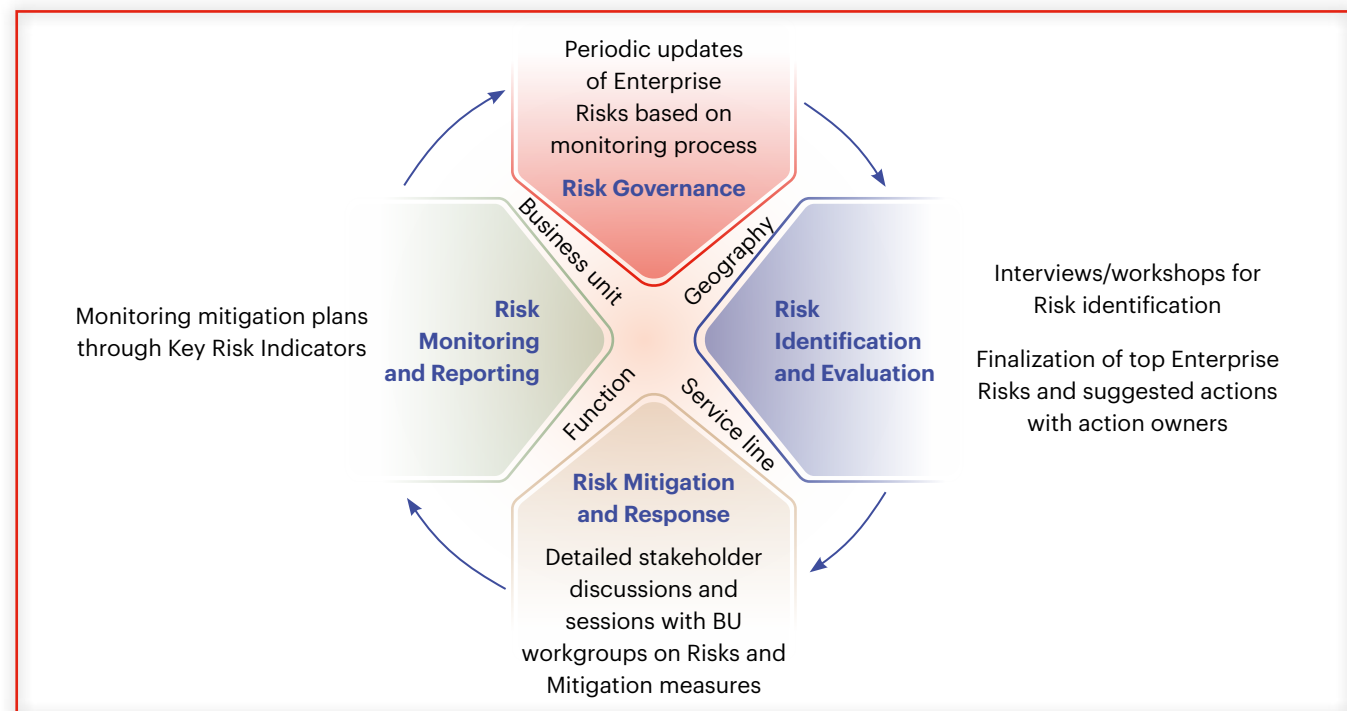 Periodic updates
of Enterprise
Risks based on
monitoring process
Risk Governance
Business unit
Geography
Interviews/workshops for
Risk identification
Finalization of top Enterprise
Risks and suggested actions
with action owners
Risk
Identification
and Evaluation
Monitoring mitigation plans
through Key Risk Indicators
Risk
Monitoring
and Reporting
Function
Service line
Risk Mitigation
and Response
Detailed stakeholder
discussions and
sessions with BU
workgroups on Risks and
Mitigation measures